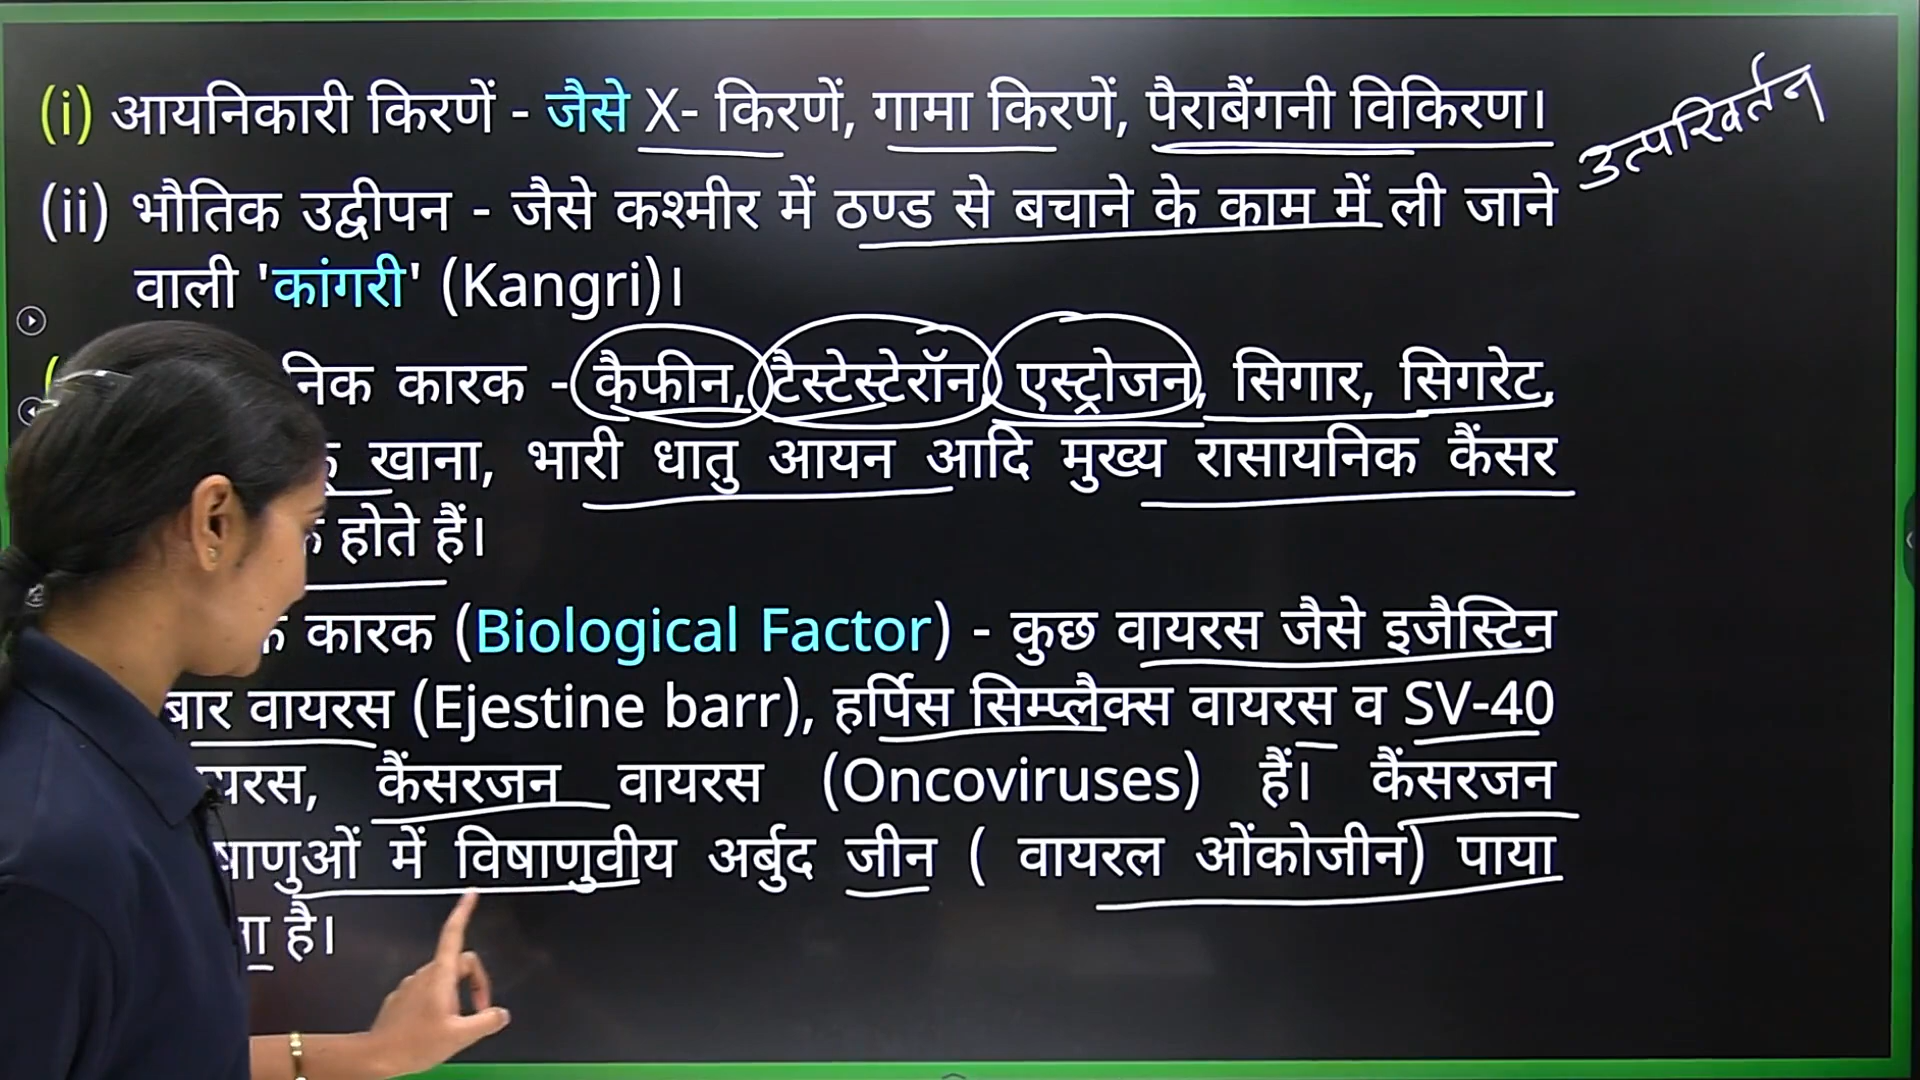 (i) आयनिकारी किरणें - जैसे X- किरणें, गामा किरणें, पैराबैंगनी विकिरण।
उत्परिवर्तन
(ii) भौतिक उद्वीपन - जैसे कश्मीर में ठण्ड से बचाने के काम में ली जाने
वाली 'कांगरी' (Kangri)।
कारक - कैफीन, टैस्टेस्टेरॉन, एस्ट्रोजन, सिगार, सिगरेट,
खाना, भारी धातु आयन आदि मुख्य रासायनिक कैंसर
होते हैं।
कारक (Biological Factor) - कुछ वायरस जैसे इजैस्टिन
बार वायरस (Ejestine barr), हर्पिस सिम्प्लैक्स वायरस व SV-40
कैंसरजन वायरस (Oncoviruses) हैं। कैंसरजन
में विषाणुवीय अर्बुद जीन ( वायरल ओंकोजीन) पाया
है।